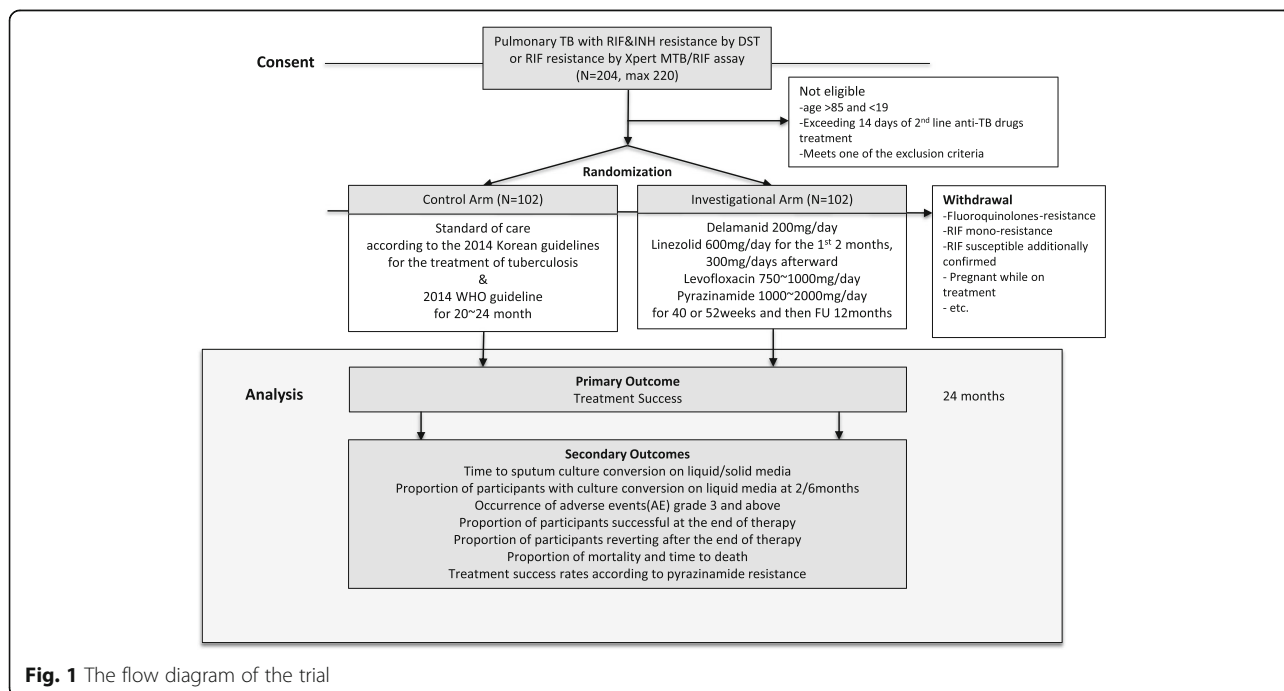 Consent
Pulmonary TB with RIF&INH resistance by DST
or RIF resistance by Xpert MTB/RIF assay
(N=204, max 220)
Not eligible
-age >85 and <19
-Exceeding 14 days of 2nd line anti-TB drugs
treatment
-Meets one of the exclusion criteria
Randomization
Control Arm (N=102)
Standard of care
according to the 2014 Korean guidelines
for the treatment of tuberculosis
&
2014 WHO guideline
for 20~24 month
Investigational Arm (N=102)
Delamanid 200mg/day
Linezolid 600mg/day for the 1st 2 months,
300mg/days afterward
Levofloxacin 750~1000mg/day
Pyrazinamide 1000~2000mg/day
for 40 or 52weeks and then FU 12months
Withdrawal
-Fluoroquinolones-resistance
-RIF mono-resistance
-RIF susceptible additionally
confirmed
- Pregnant while on
treatment
- etc.
Analysis
Primary Outcome
Treatment Success
24 months
Secondary Outcomes
Time to sputum culture conversion on liquid/solid media
Proportion of participants with culture conversion on liquid media at 2/6months
Occurrence of adverse events(AE) grade 3 and above
Proportion of participants successful at the end of therapy
Proportion of participants reverting after the end of therapy
Proportion of mortality and time to death
Treatment success rates according to pyrazinamide resistance
Fig. 1 The flow diagram of the trial